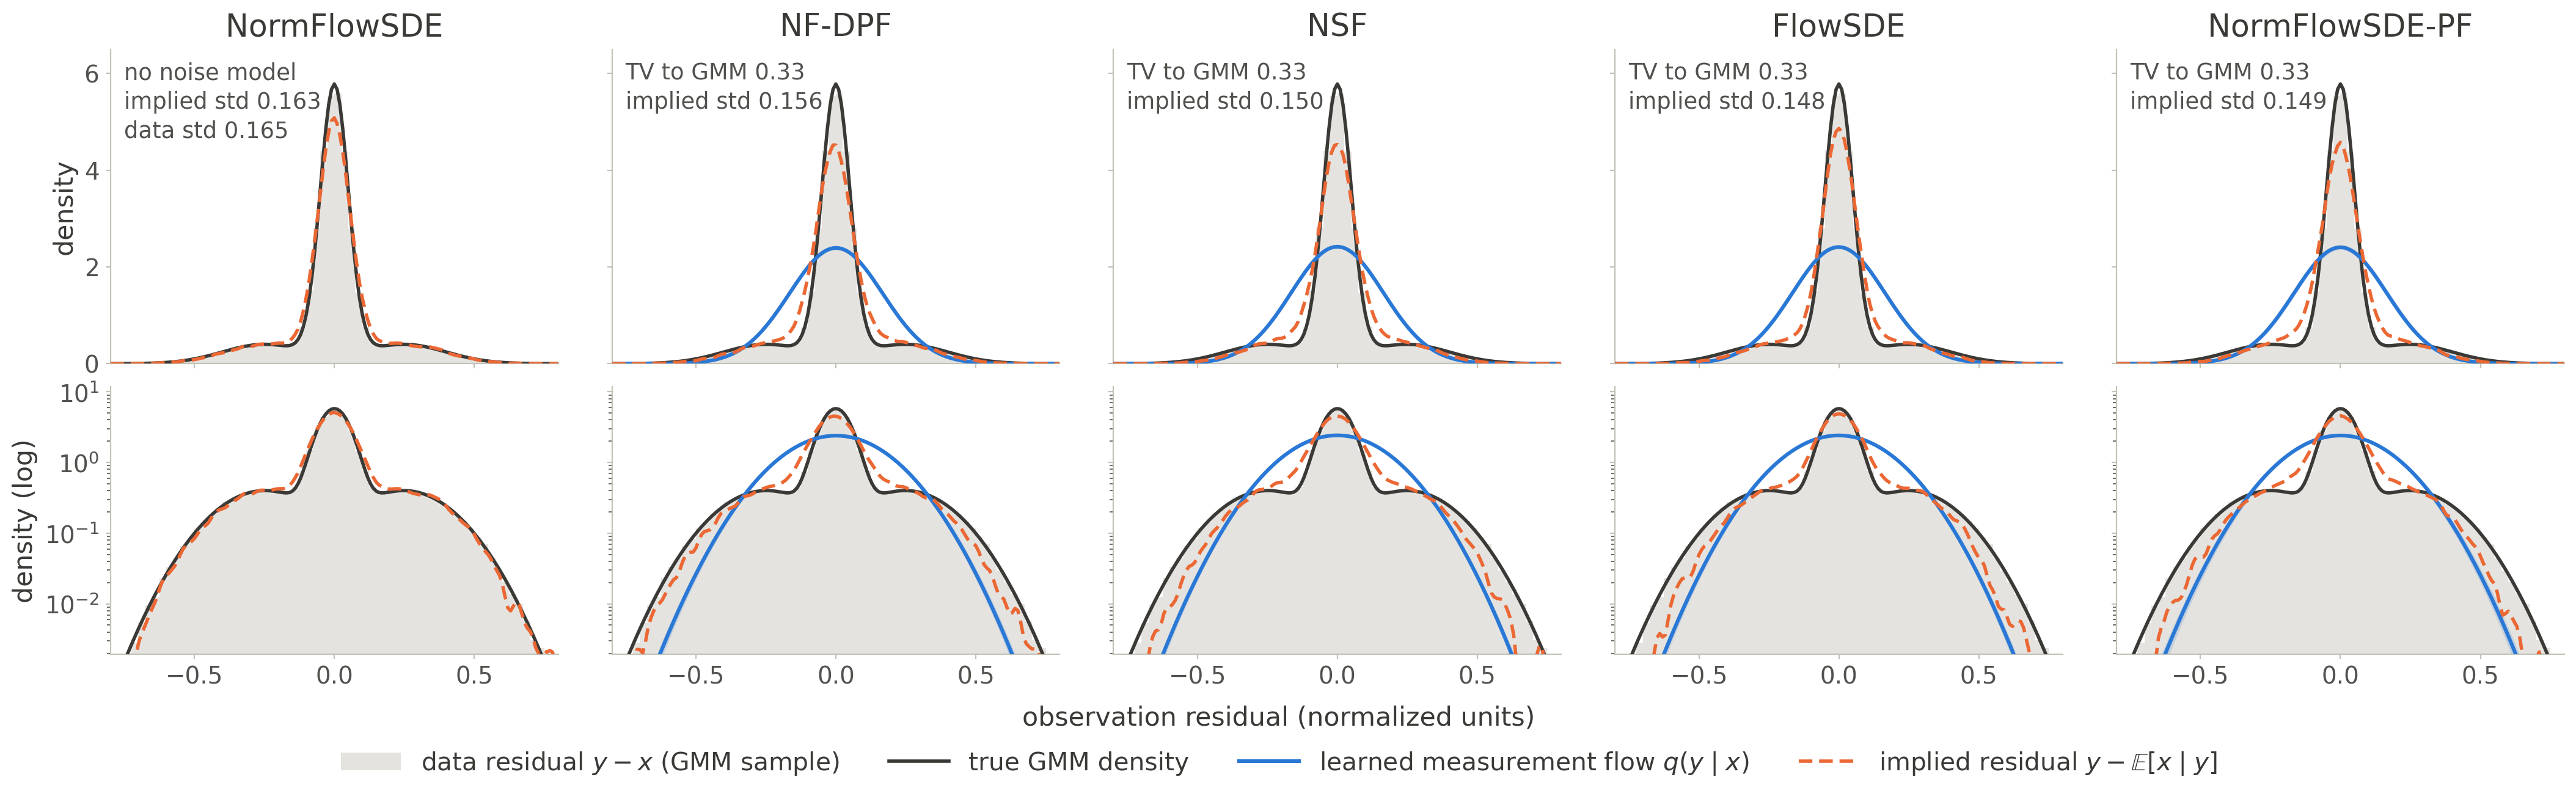 NormFlowSDE
NF-DPF
NSF
FlowSDE
NormFlowSDE-PF
density
6
4
2
0
no noise model
implied std 0.163
data std 0.165
TV to GMM 0.33
implied std 0.156
TV to GMM 0.33
implied std 0.150
TV to GMM 0.33
implied std 0.148
TV to GMM 0.33
implied std 0.149
density (log)
10¹
10⁰
10⁻¹
10⁻²
−0.5 0.0 0.5
−0.5 0.0 0.5
−0.5 0.0 0.5
−0.5 0.0 0.5
−0.5 0.0 0.5
observation residual (normalized units)
data residual y − x (GMM sample)
true GMM density
learned measurement flow q(y | x)
implied residual y − 𝔼[x | y]